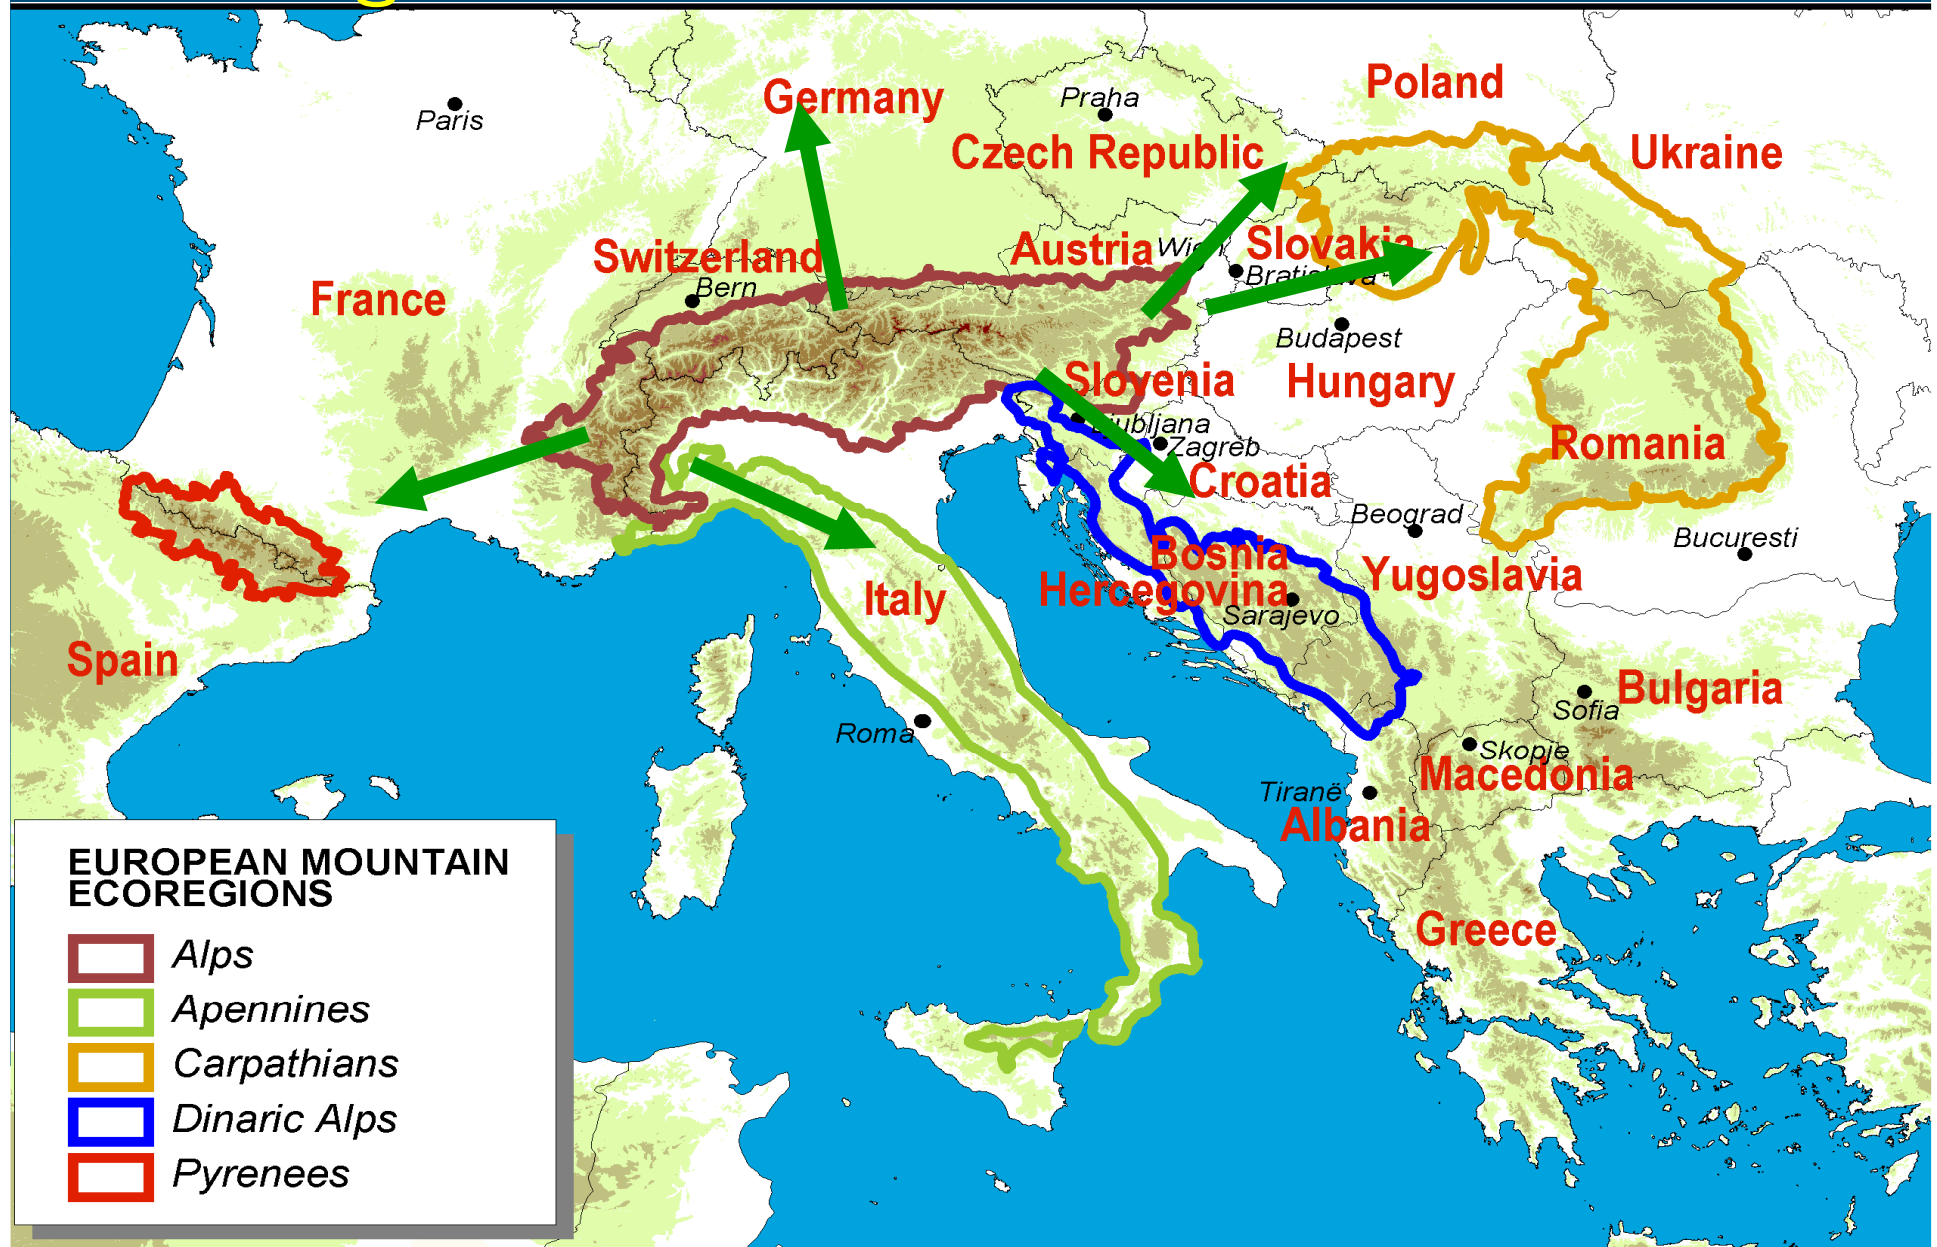 Germany
Poland
Praha
Paris
Czech Republic
Ukraine
Switzerland
Austria
Slovakia
Bern
Bratislava
France
Budapest
Slovenia
Hungary
Ljubljana
Zagreb
Romania
Croatia
Beograd
Bucuresti
Bosnia
Hercegovina
Yugoslavia
Italy
Sarajevo
Spain
Bulgaria
Sofia
Roma
Skopje
Macedonia
Tiranë
Albania
Greece
EUROPEAN MOUNTAIN
ECOREGIONS
Alps
Apennines
Carpathians
Dinaric Alps
Pyrenees